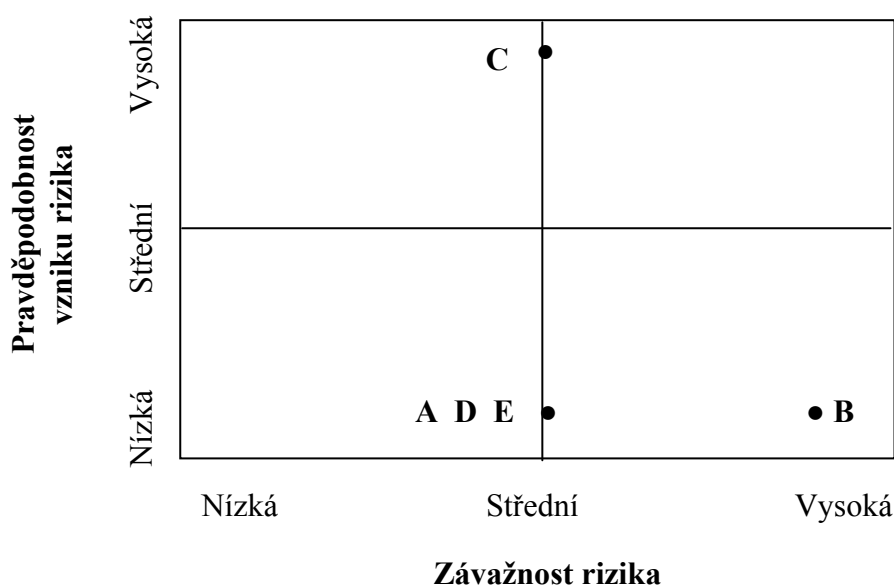 Pravděpodobnost
vzniku rizika
Vysoká
Střední
Nízká
C
A D E
B
Nízká Střední Vysoká
Závažnost rizika